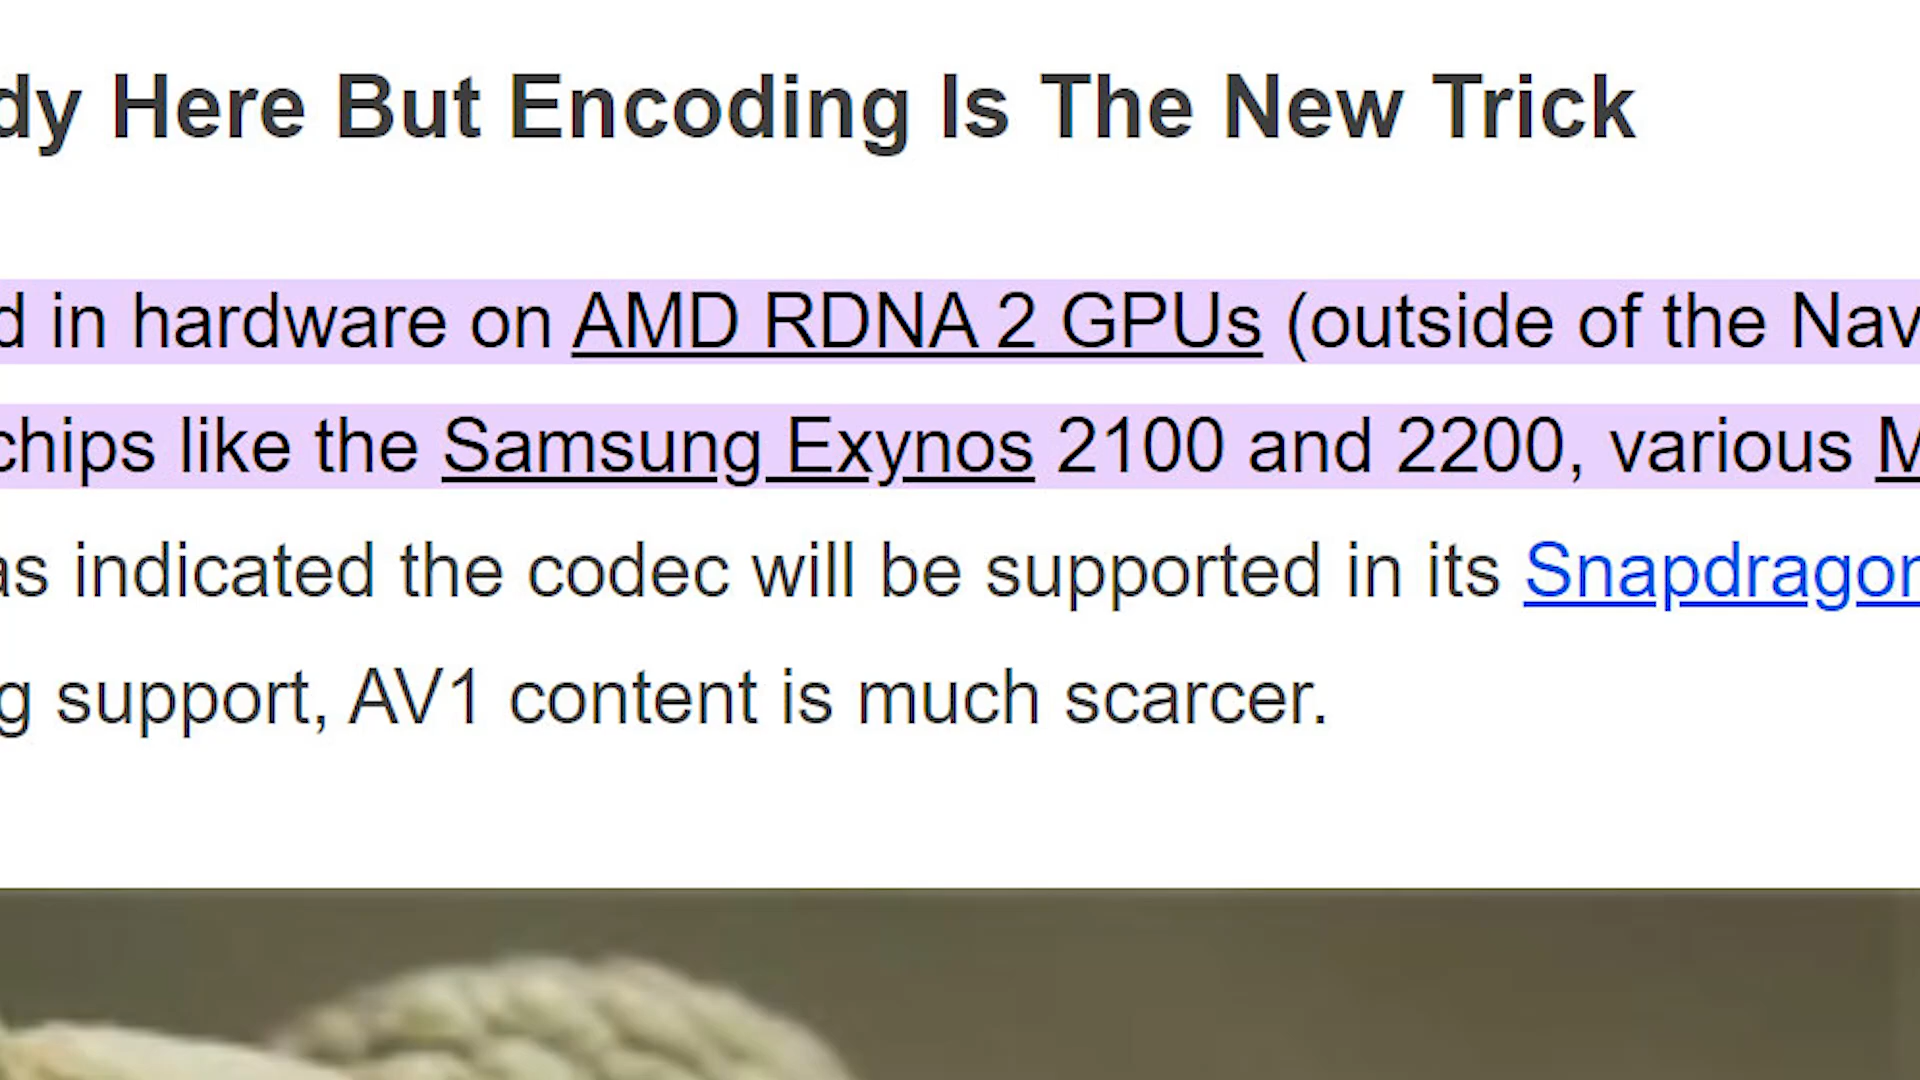 dy Here But Encoding Is The New Trick
d in hardware on AMD RDNA 2 GPUs (outside of the Nav
chips like the Samsung Exynos 2100 and 2200, various M
as indicated the codec will be supported in its Snapdragon
g support, AV1 content is much scarcer.